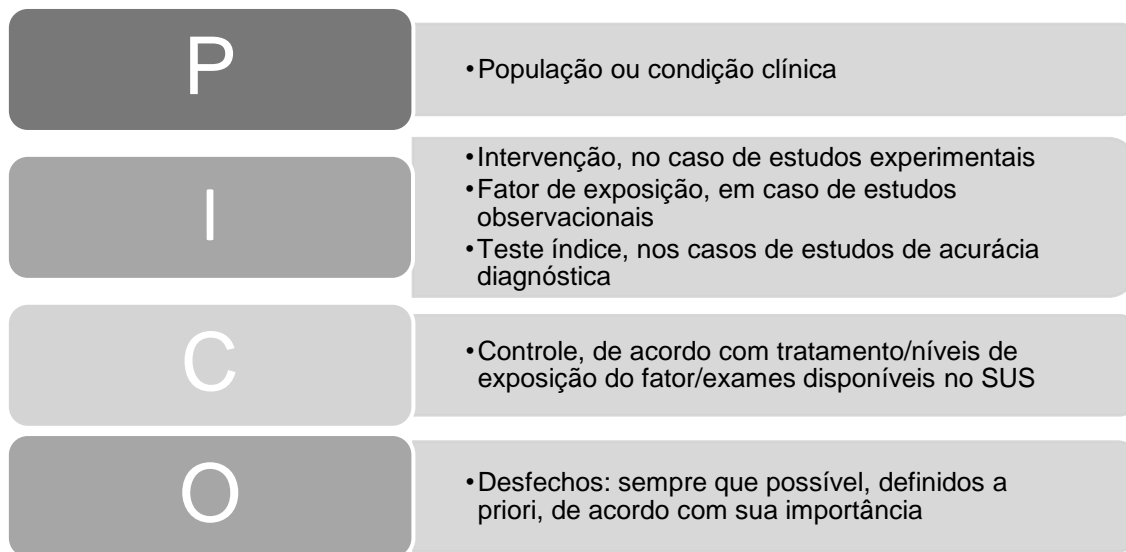 P
•População ou condição clínica
I
•Intervenção, no caso de estudos experimentais
•Fator de exposição, em caso de estudos
observacionais
•Teste índice, nos casos de estudos de acurácia
diagnóstica
C
•Controle, de acordo com tratamento/níveis de
exposição do fator/exames disponíveis no SUS
O
•Desfechos: sempre que possível, definidos a
priori, de acordo com sua importância